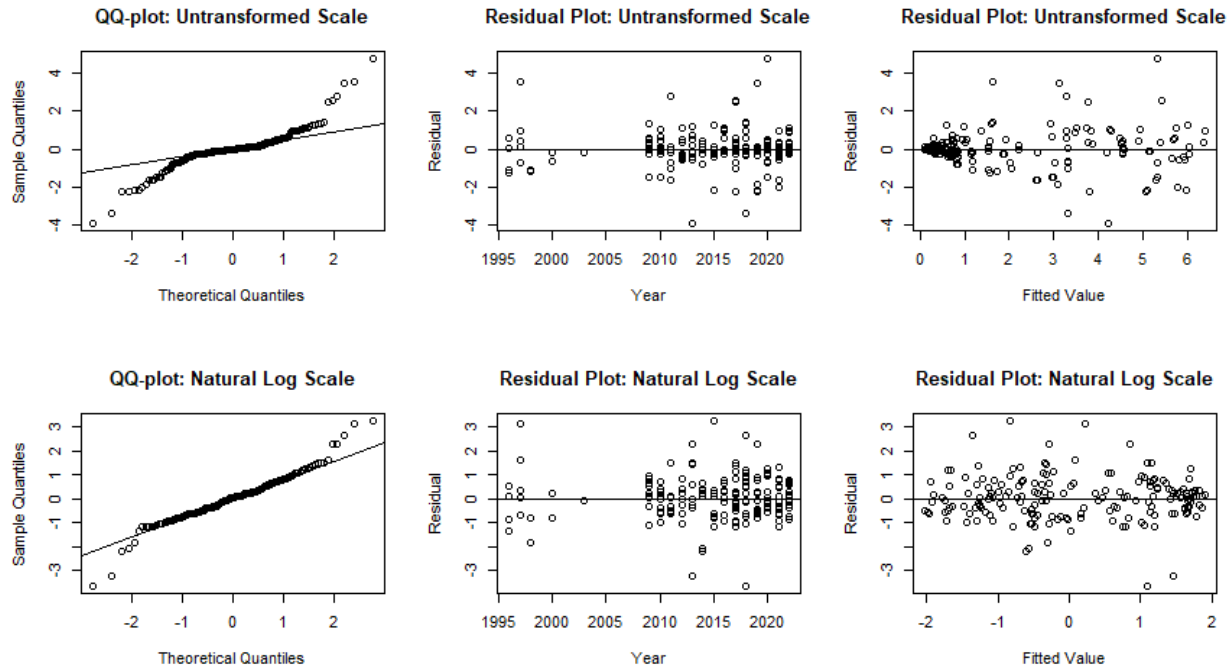 QQ-plot: Untransformed Scale
Sample Quantiles
4
2
0
-2
-4
-2 -1 0 1 2
Theoretical Quantiles
Residual Plot: Untransformed Scale
Residual
4
2
0
-2
-4
1995 2000 2005 2010 2015 2020
Year
Residual Plot: Untransformed Scale
Residual
4
2
0
-2
-4
0 1 2 3 4 5 6
Fitted Value
QQ-plot: Natural Log Scale
Sample Quantiles
3
2
1
0
-1
-3
-2 -1 0 1 2
Theoretical Quantiles
Residual Plot: Natural Log Scale
Residual
3
2
1
0
-1
-3
1995 2000 2005 2010 2015 2020
Year
Residual Plot: Natural Log Scale
Residual
3
2
1
0
-1
-3
-2 -1 0 1 2
Fitted Value